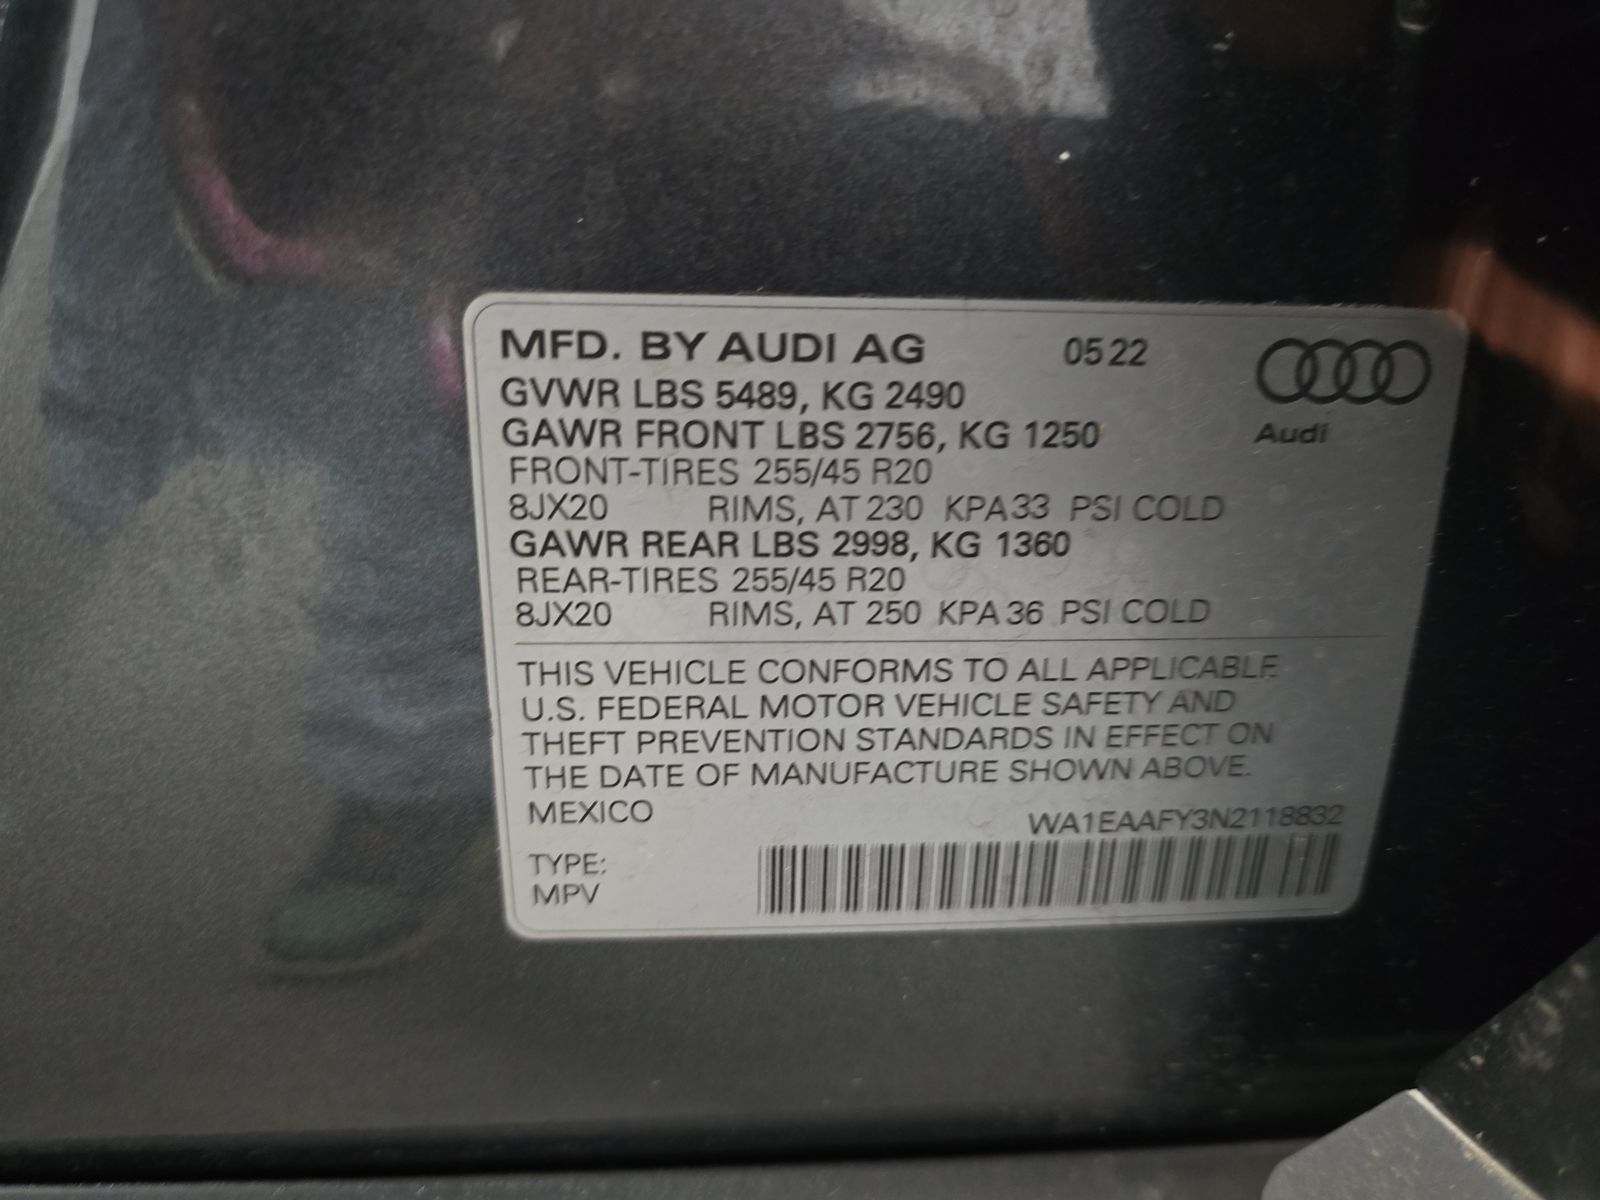 MFD. BY AUDI AG 0522
GVWR LBS 5489, KG 2490
GAWR FRONT LBS 2756, KG 1250
Audi
FRONT-TIRES 255/45 R20
8JX20 RIMS, AT 230 KPA 33 PSI COLD
GAWR REAR LBS 2998, KG 1360
REAR-TIRES 255/45 R20
8JX20 RIMS, AT 250 KPA 36 PSI COLD
THIS VEHICLE CONFORMS TO ALL APPLICABLE
U.S. FEDERAL MOTOR VEHICLE SAFETY AND
THEFT PREVENTION STANDARDS IN EFFECT ON
THE DATE OF MANUFACTURE SHOWN ABOVE.
MEXICO
WA1EAAFY3N2118832
TYPE:
MPV